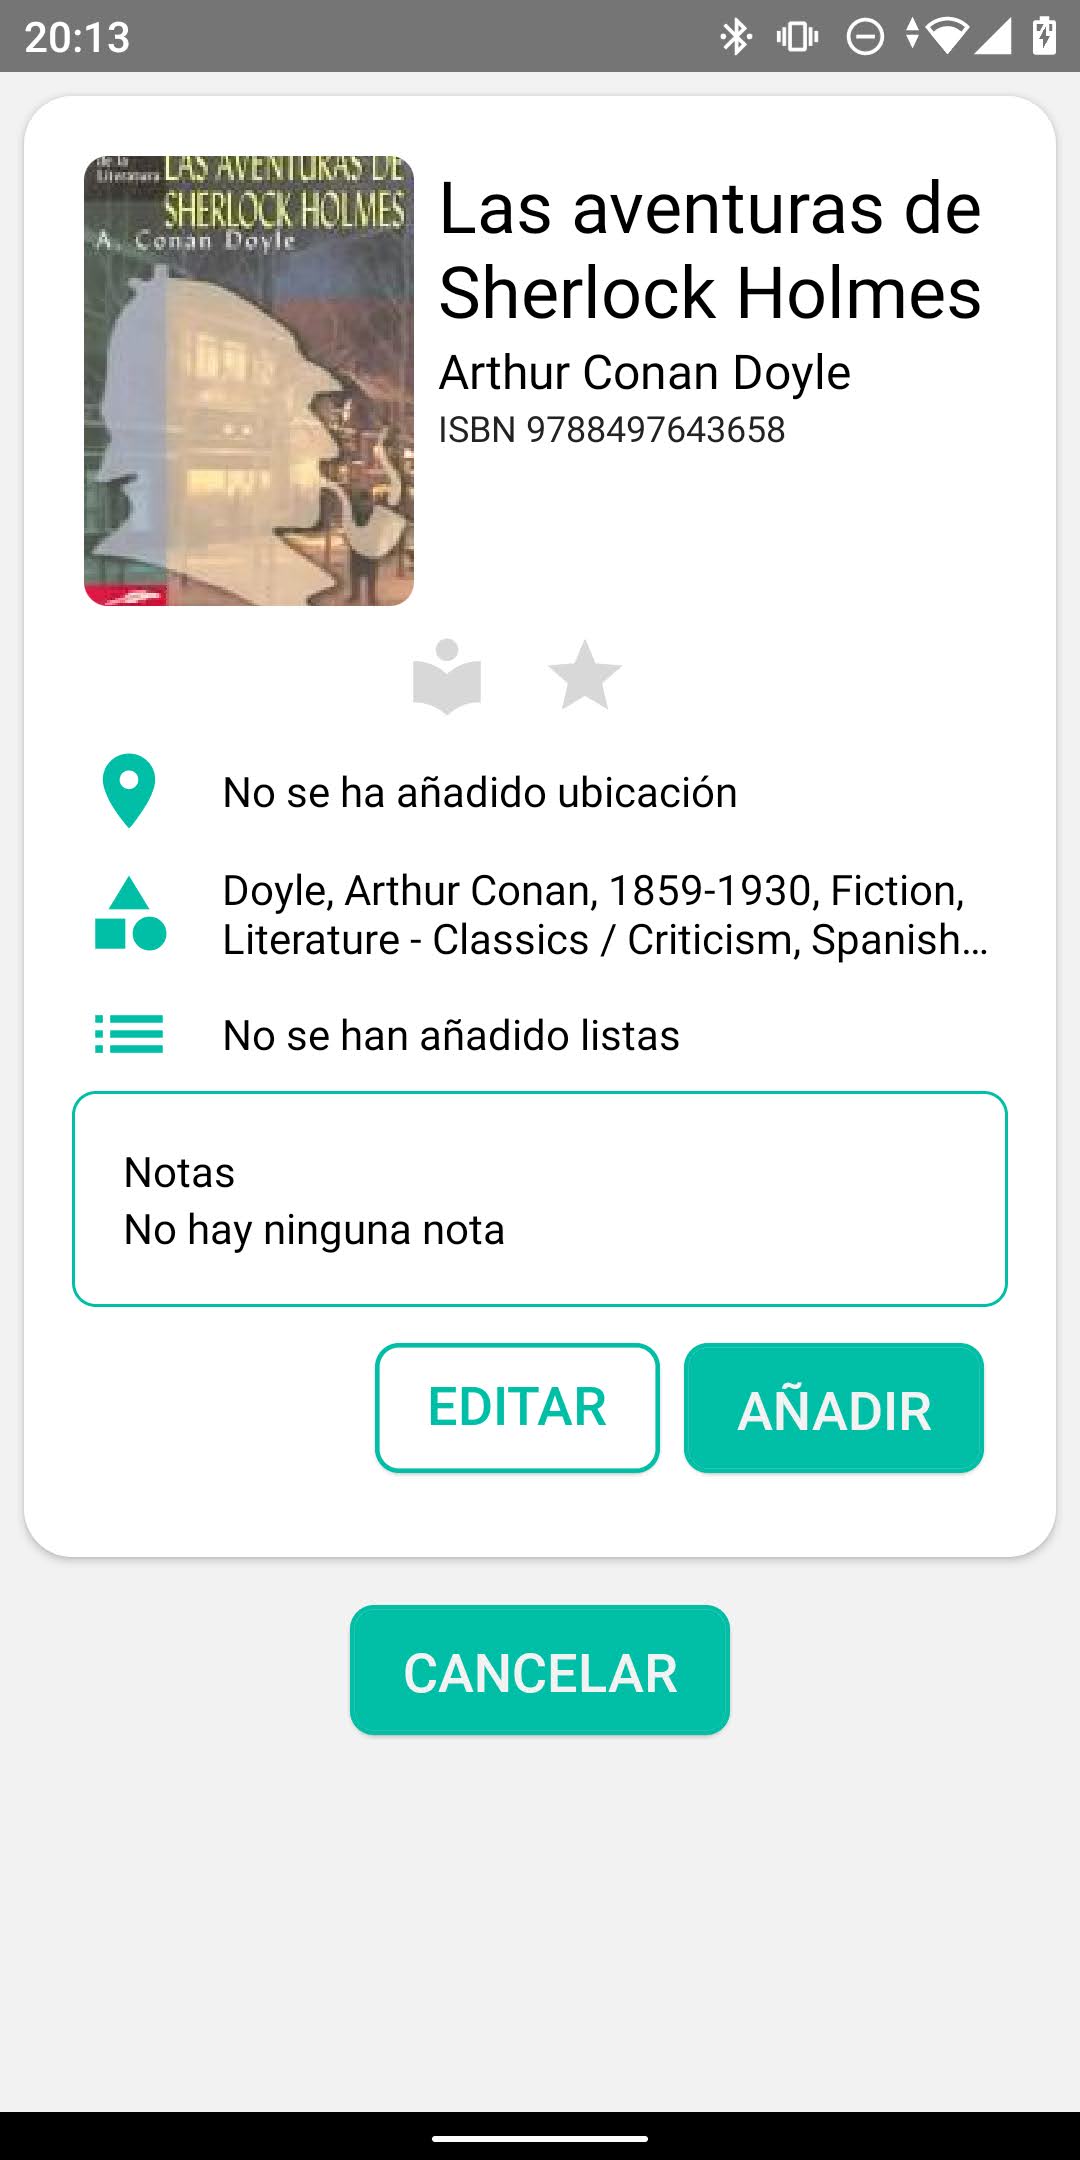 20:13
de la
Literatura
LAS AVENTURAS DE
SHERLOCK HOLMES
A. Conan Doyle
Las aventuras de
Sherlock Holmes
Arthur Conan Doyle
ISBN 9788497643658
No se ha añadido ubicación
Doyle, Arthur Conan, 1859-1930, Fiction,
Literature - Classics / Criticism, Spanish...
No se han añadido listas
Notas
No hay ninguna nota
EDITAR
AÑADIR
CANCELAR